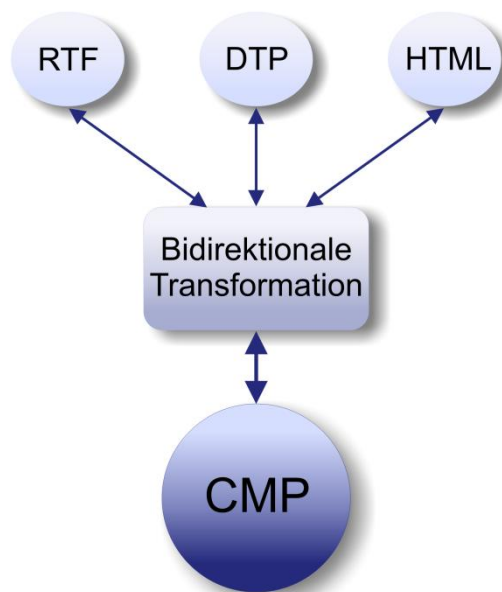 RTF
DTP
HTML
Bidirektionale
Transformation
CMP